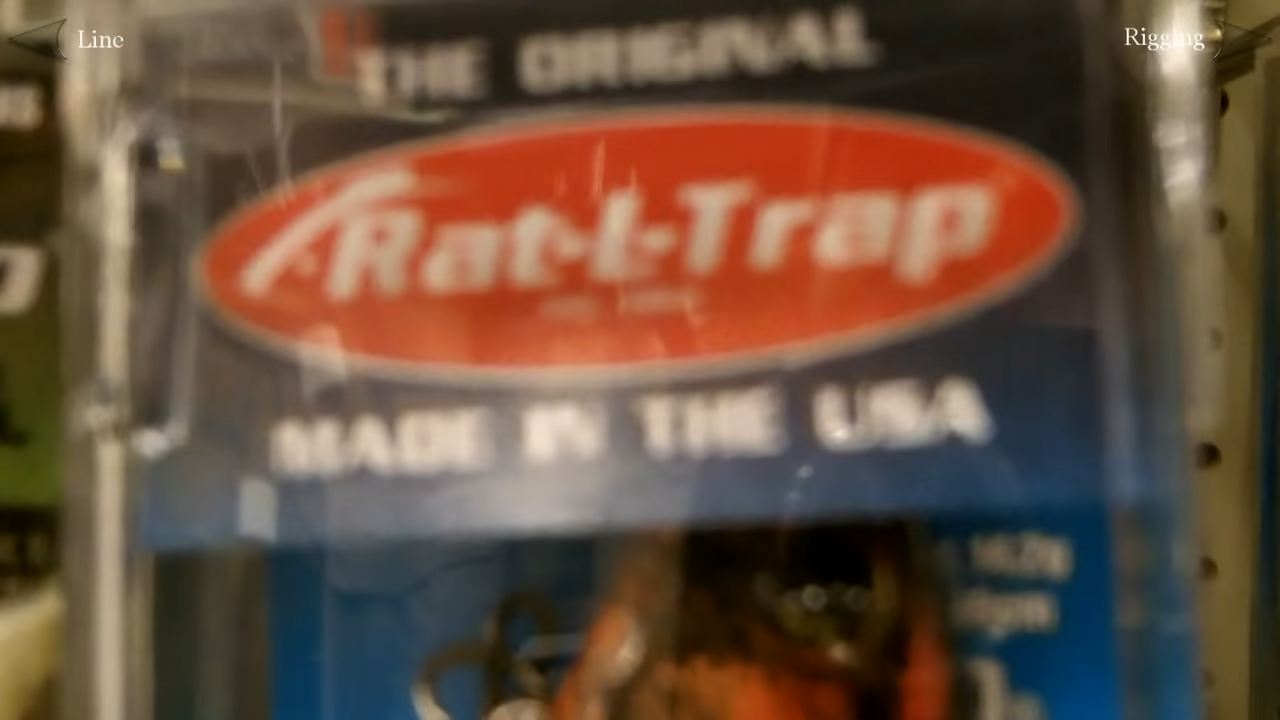 Line
Rigging
THE ORIGINAL
Rat-L-Trap
MADE IN THE USA